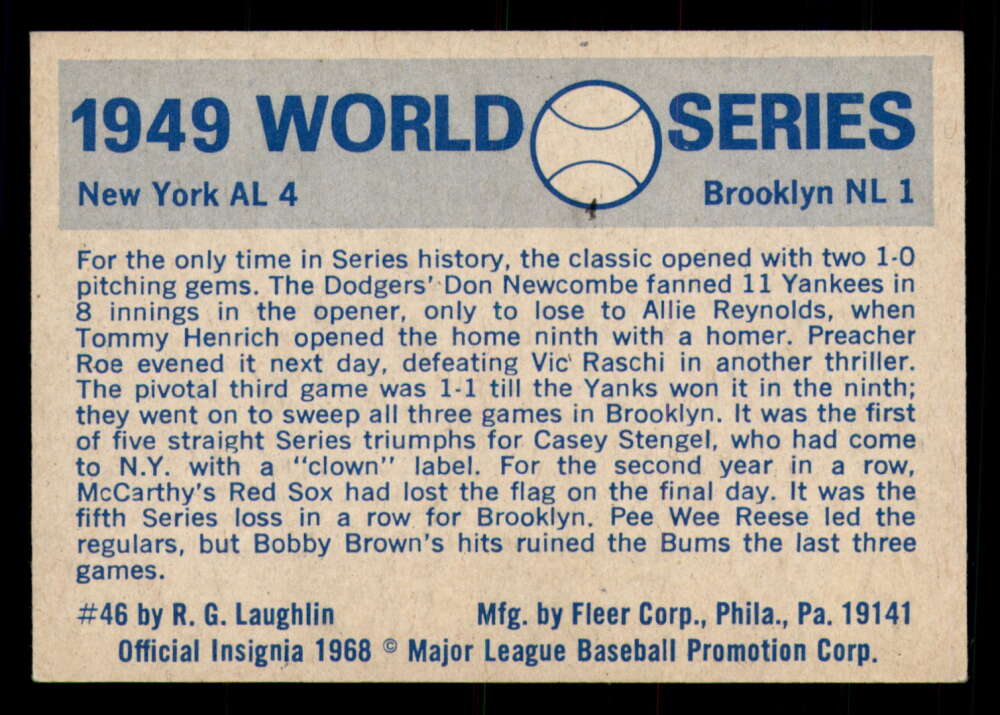 1949 WORLD SERIES
New York AL 4 Brooklyn NL 1
For the only time in Series history, the classic opened with two 1-0
pitching gems. The Dodgers' Don Newcombe fanned 11 Yankees in
8 innings in the opener, only to lose to Allie Reynolds, when
Tommy Henrich opened the home ninth with a homer. Preacher
Roe evened it next day, defeating Vic Raschi in another thriller.
The pivotal third game was 1-1 till the Yanks won it in the ninth;
they went on to sweep all three games in Brooklyn. It was the first
of five straight Series triumphs for Casey Stengel, who had come
to N.Y. with a "clown" label. For the second year in a row,
McCarthy's Red Sox had lost the flag on the final day. It was the
fifth Series loss in a row for Brooklyn. Pee Wee Reese led the
regulars, but Bobby Brown's hits ruined the Bums the last three
games.
#46 by R. G. Laughlin Mfg. by Fleer Corp., Phila., Pa. 19141
Official Insignia 1968 © Major League Baseball Promotion Corp.